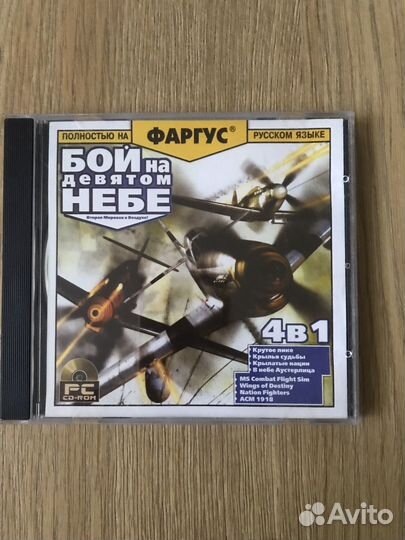 ПОЛНОСТЬЮ НА
ФАРГУС®
РУССКОМ ЯЗЫКЕ
БОЙ на
девятом
НЕБЕ
Вторая Мировая в Воздухе!
4в1
Крутое пике
Крылья судьбы
Крылатые нации
В небе Аустерлица
MS Combat Flight Sim
Wings of Destiny
Nation Fighters
ACM 1918
PC
CD-ROM
Avito